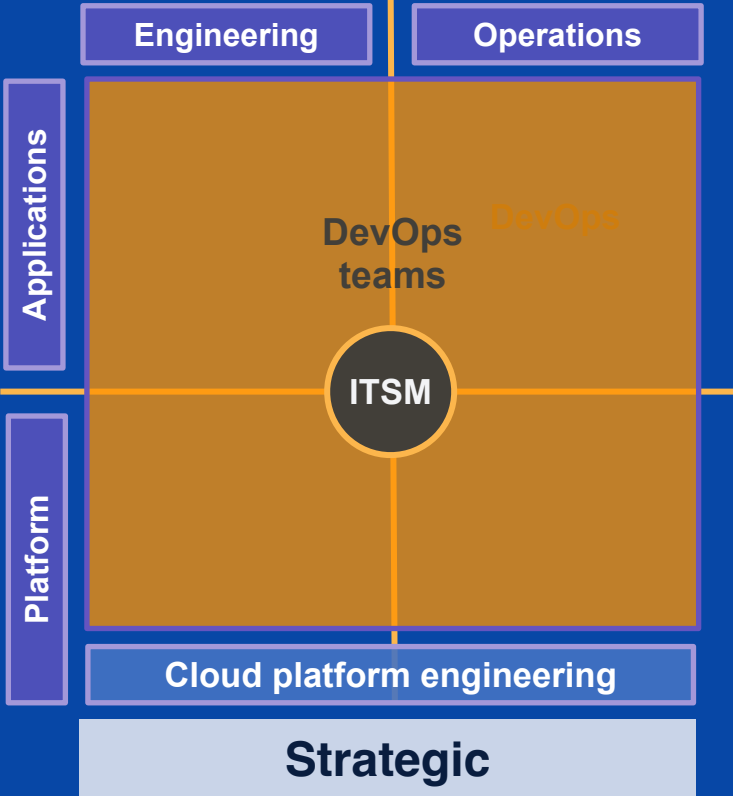 Engineering
Operations
Applications
DevOps
DevOps
teams
ITSM
Platform
Cloud platform engineering
Strategic